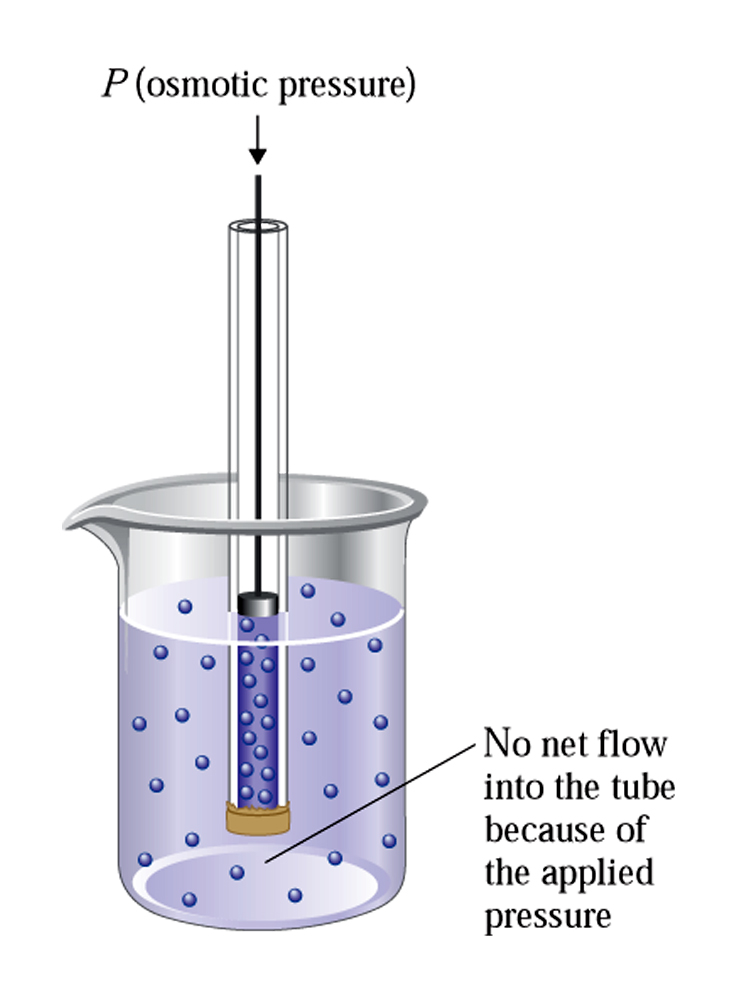 P (osmotic pressure)
No net flow
into the tube
because of
the applied
pressure